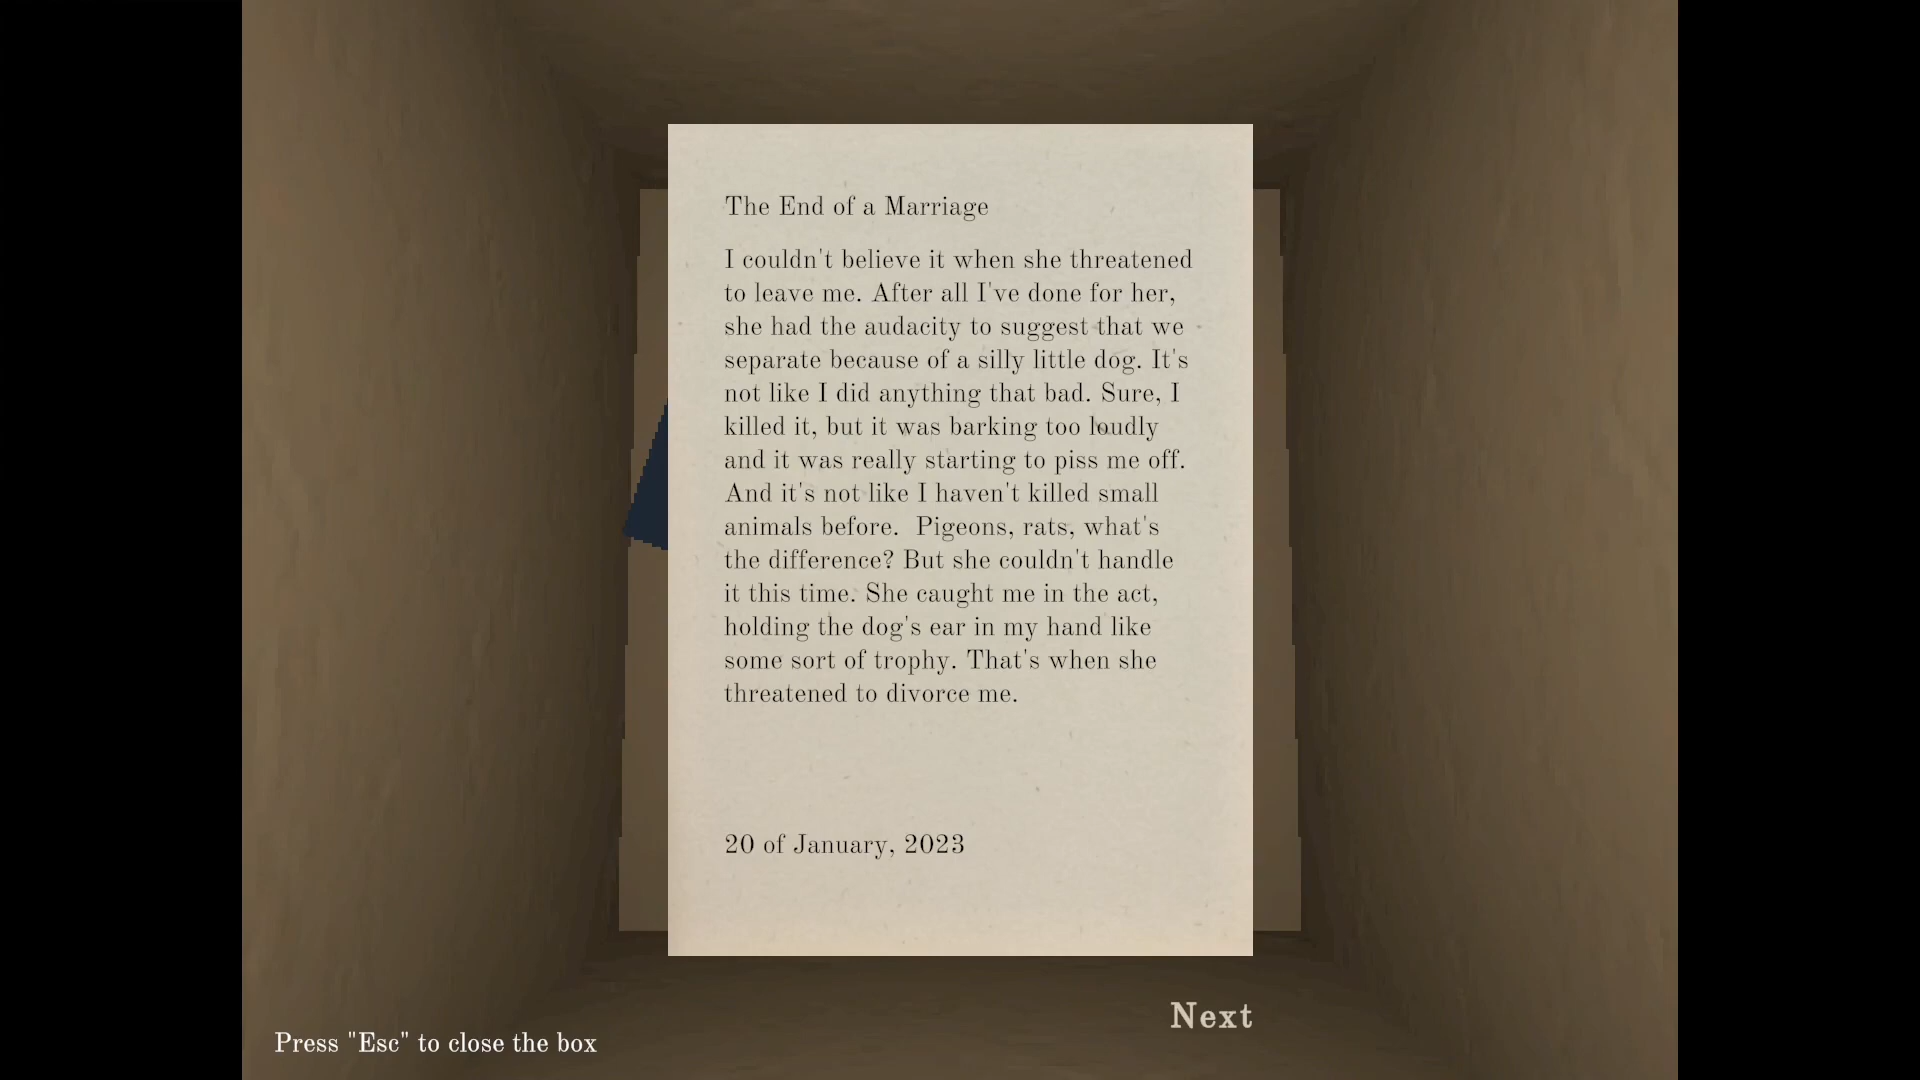 The End of a Marriage
I couldn't believe it when she threatened
to leave me. After all I've done for her,
she had the audacity to suggest that we
separate because of a silly little dog. It's
not like I did anything that bad. Sure, I
killed it, but it was barking too loudly
and it was really starting to piss me off.
And it's not like I haven't killed small
animals before.  Pigeons, rats, what's
the difference? But she couldn't handle
it this time. She caught me in the act,
holding the dog's ear in my hand like
some sort of trophy. That's when she
threatened to divorce me.
20 of January, 2023
Next
Press "Esc" to close the box